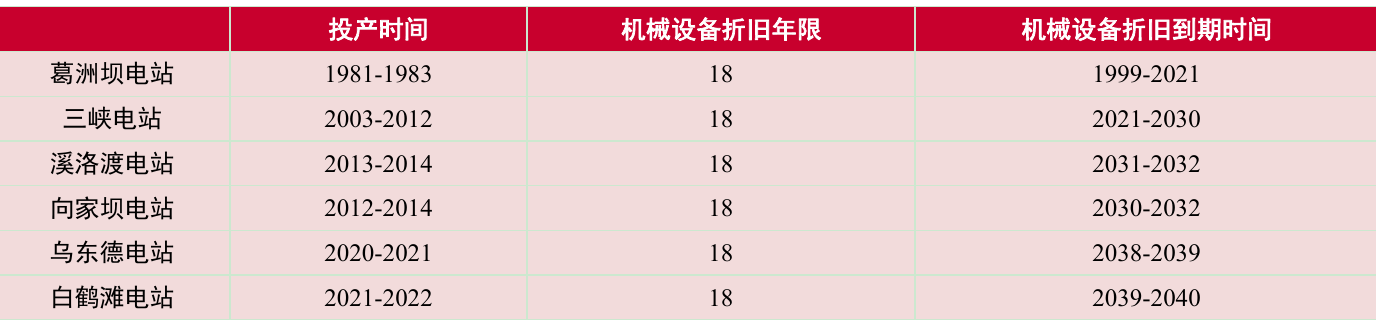 投产时间 机械设备折旧年限 机械设备折旧到期时间
葛洲坝电站 1981-1983 18 1999-2021
三峡电站 2003-2012 18 2021-2030
溪洛渡电站 2013-2014 18 2031-2032
向家坝电站 2012-2014 18 2030-2032
乌东德电站 2020-2021 18 2038-2039
白鹤滩电站 2021-2022 18 2039-2040